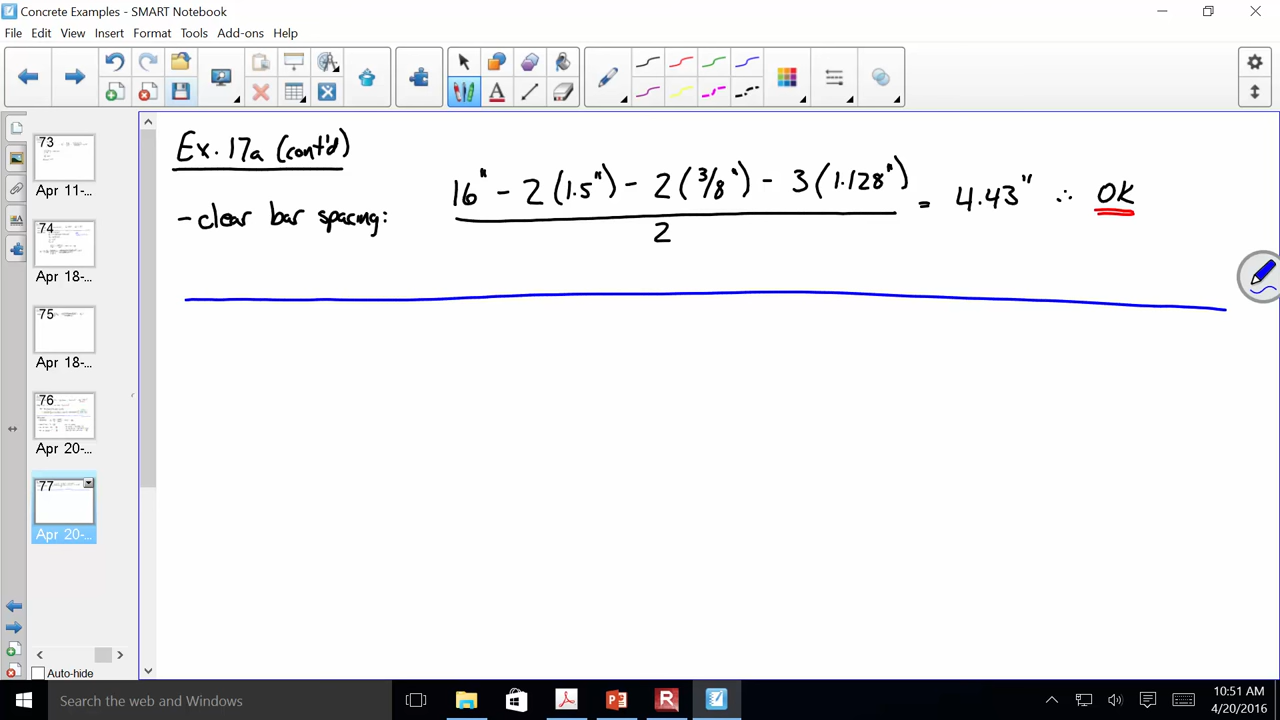 Concrete Examples - SMART Notebook
File Edit View Insert Format Tools Add-ons Help
73
Apr 11-
74
Apr 18-
75
Apr 18-
76
Apr 20-
77
Apr 20-
Auto-hide
Ex. 17a (cont'd)
- clear bar spacing:
16" - 2 (1.5") - 2 (3/8") - 3 (1.128")
2
= 4.43" ∴ OK
Search the web and Windows
10:51 AM
4/20/2016